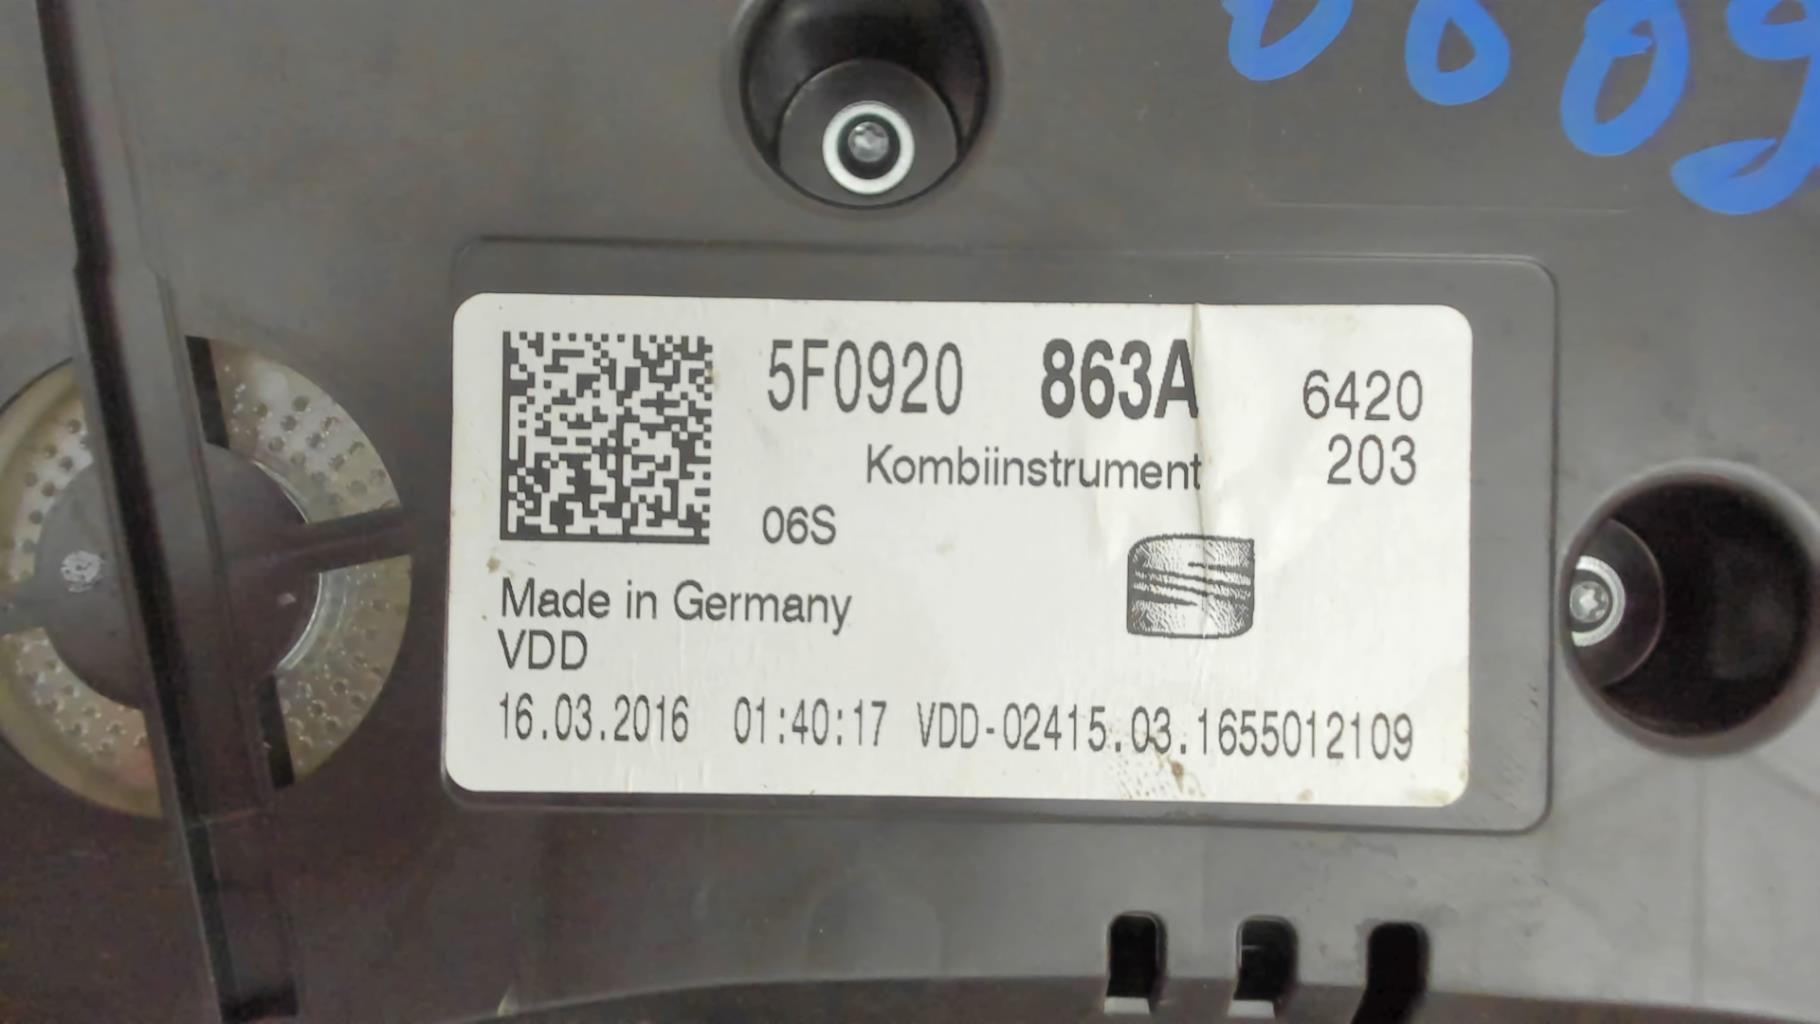 5F0920 863A 6420
Kombiinstrument 203
06S
Made in Germany
VDD
16.03.2016 01:40:17 VDD-02415.03.1655012109